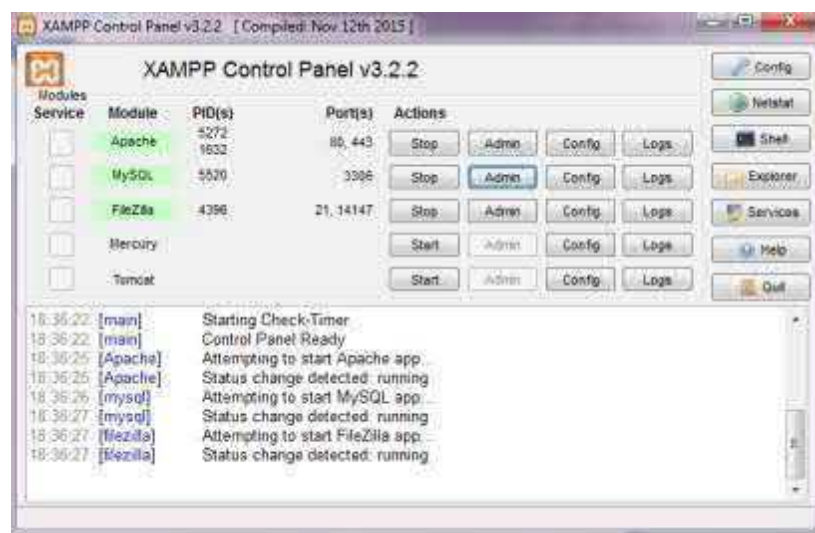 XAMPP Control Panel v3.2.2 [ Compiled: Nov 12th 2015 ]
XAMPP Control Panel v3.2.2
Config
Modules
Service Module PID(s) Port(s) Actions
Netstat
Apache 5272 1632 80, 443 Stop Admin Config Logs
Shell
MySQL 5520 3306 Stop Admin Config Logs
Explorer
FileZilla 4396 21, 14147 Stop Admin Config Logs
Services
Mercury Start Admin Config Logs
Help
Tomcat Start Admin Config Logs
Quit
18:36:22 [main] Starting Check-Timer
18:36:22 [main] Control Panel Ready
18:36:25 [Apache] Attempting to start Apache app...
18:36:25 [Apache] Status change detected: running
18:36:26 [mysql] Attempting to start MySQL app...
18:36:27 [mysql] Status change detected: running
18:36:27 [filezilla] Attempting to start FileZilla app...
18:36:27 [filezilla] Status change detected: running